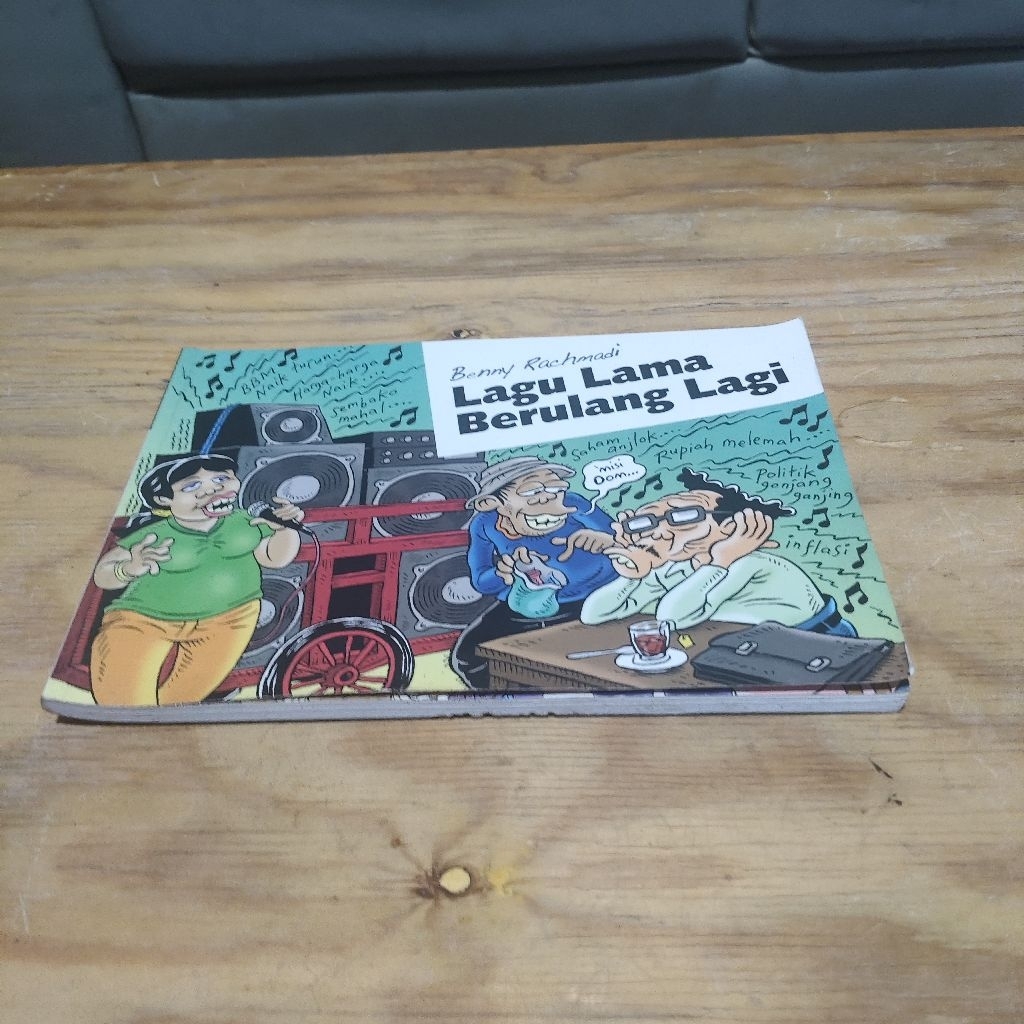 Benny Rachmadi
Lagu Lama
Berulang Lagi
BBM turun...
Naik Harga-harga
Naik...
sembako
mahal....
saham
anjlok...
Rupiah melemah...
Politik
gonjang
ganjing
inflasi
'misi
Oom...